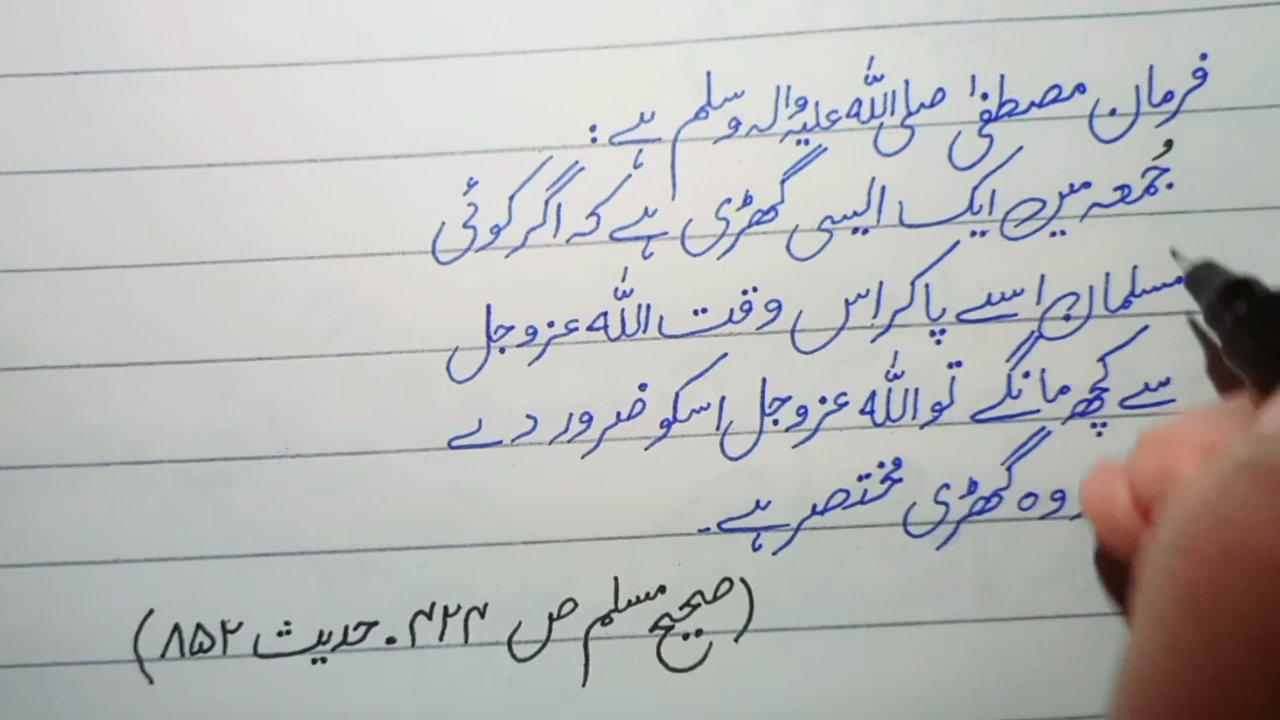 فرمان مصطفیٰ صلی اللہ علیہ والہ وسلم ہے:
جُمعہ میں ایک ایسی گھڑی ہے کہ اگر کوئی
مسلمان اسے پا کر اس وقت اللہ عزوجل
سے کچھ مانگے تو اللہ عزوجل اسکو ضرور دے
وہ گھڑی مختصر ہے۔
(صحیح مسلم ص ۴۲۴. حدیث ۸۵۲)